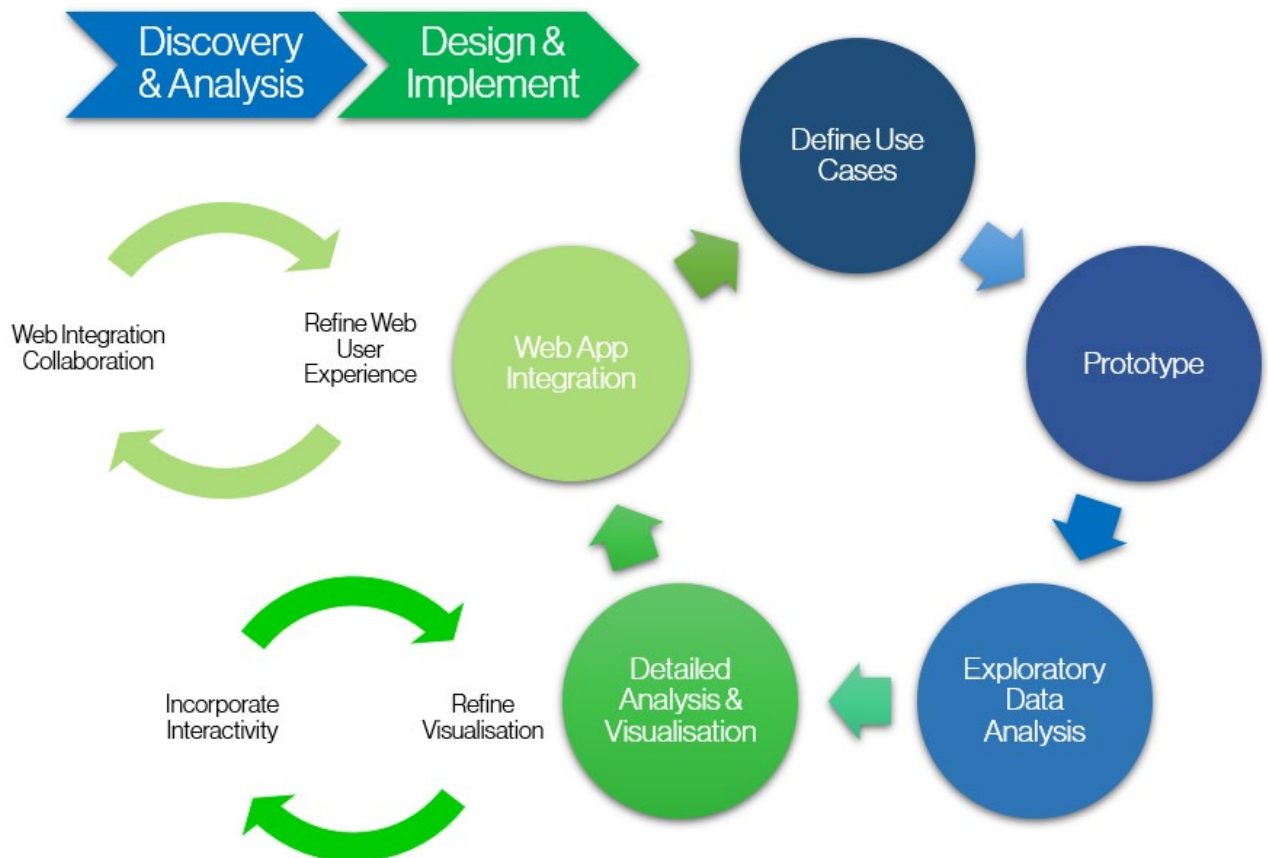 Discovery
& Analysis
Design &
Implement
Define Use
Cases
Prototype
Exploratory
Data
Analysis
Detailed
Analysis &
Visualisation
Web App
Integration
Web Integration
Collaboration
Refine Web
User
Experience
Incorporate
Interactivity
Refine
Visualisation